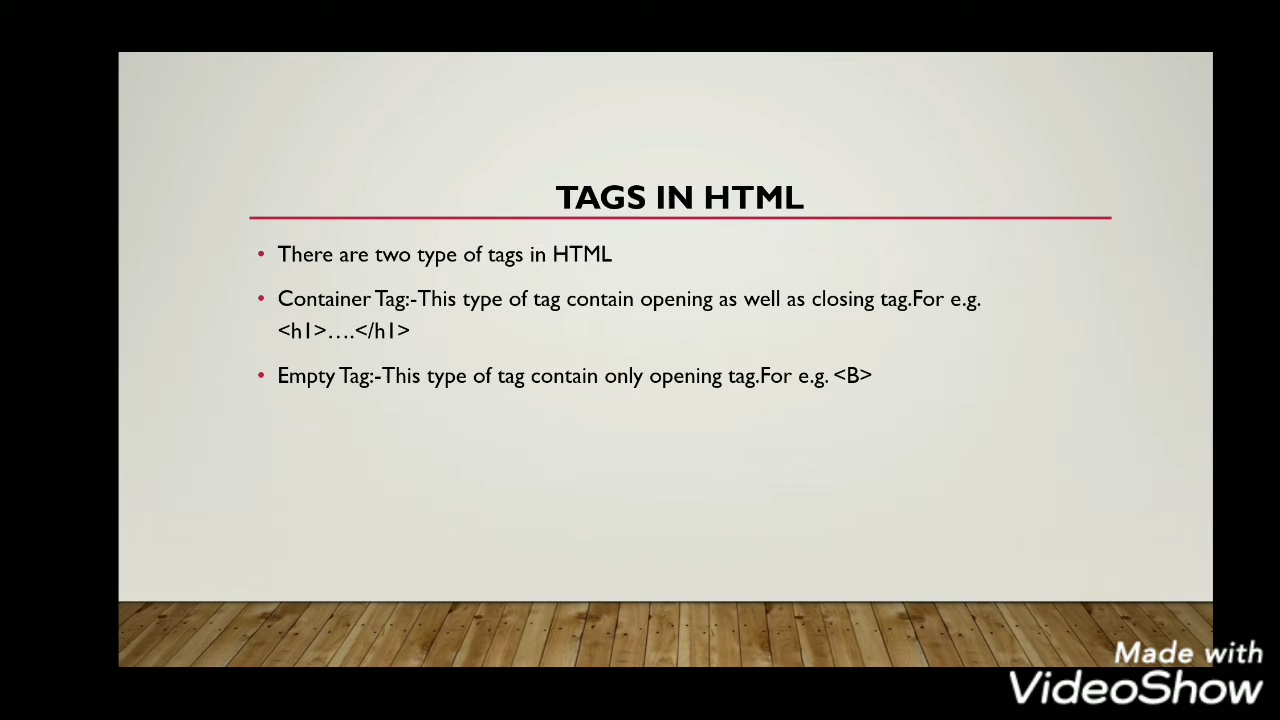 TAGS IN HTML
• There are two type of tags in HTML
• Container Tag:-This type of tag contain opening as well as closing tag.For e.g.
<h1>….</h1>
• Empty Tag:-This type of tag contain only opening tag.For e.g. <B>
Made with
VideoShow